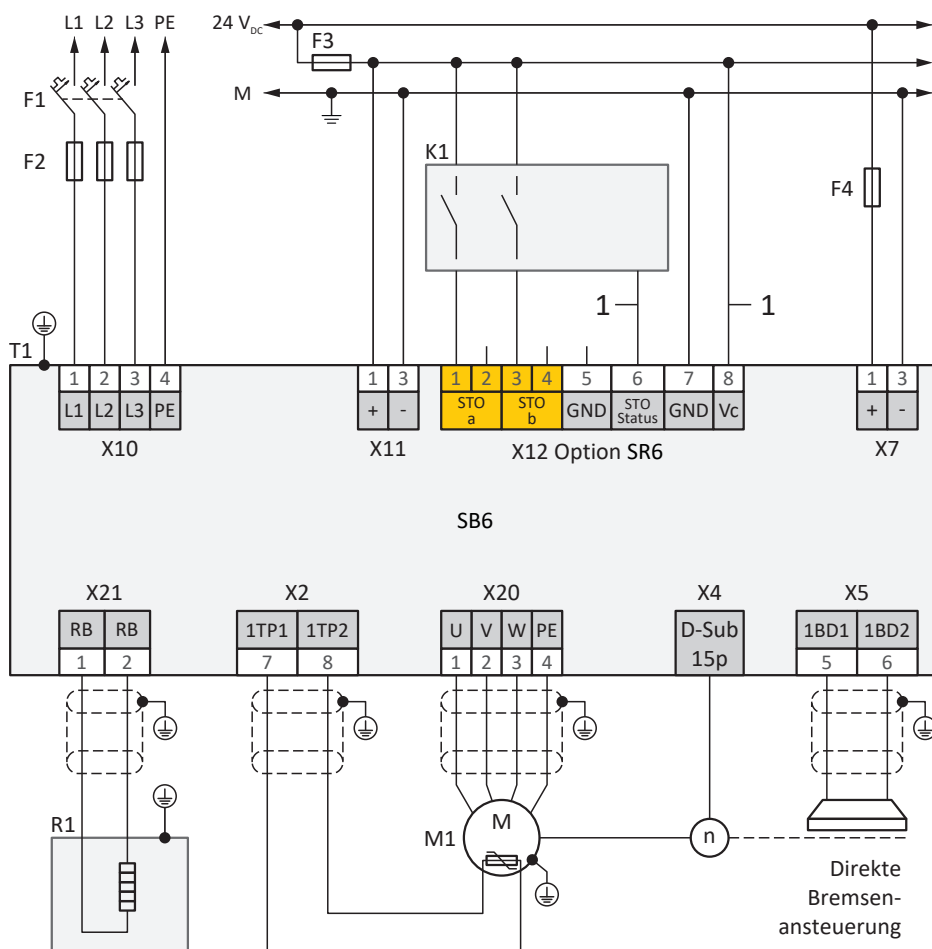 L1 L2 L3 PE
24 V DC
F3
F1
M
F2
K1
F4
1
1
T1
1 2 3 4
1 3
1 2 3 4 5 6 7 8
1 3
L1 L2 L3 PE
+ -
STO a
STO b
GND
STO Status
GND
Vc
+ -
X10
X11
X12 Option SR6
X7
SB6
X21
X2
X20
X4
X5
RB RB
1TP1 1TP2
U V W PE
D-Sub
15p
1BD1 1BD2
1 2
7 8
1 2 3 4
5 6
R1
M1
M
n
Direkte
Bremsen-
ansteuerung